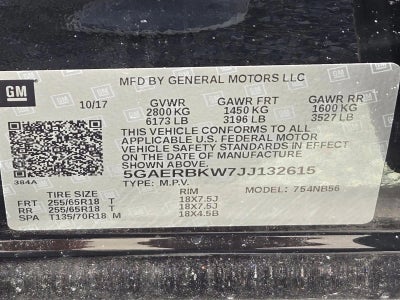 GM
GM
MFD BY GENERAL MOTORS LLC
10/17 GVWR GAWR FRT GAWR RR
2800 KG 1450 KG 1600 KG
6173 LB 3196 LB 3527 LB
THIS VEHICLE CONFORMS TO ALL
APPLICABLE U.S. FEDERAL MOTOR
VEHICLE SAFETY STANDARDS IN EFFECT
ON THE DATE OF MANUFACTURE
SHOWN ABOVE.
5GAERBKW7JJ132615
384A TYPE: M.P.V. MODEL: 754NB56
TIRE SIZE RIM
FRT 255/65R18 T 18X7.5J
RR 255/65R18 T 18X7.5J
SPA T135/70R18 M 18X4.5B